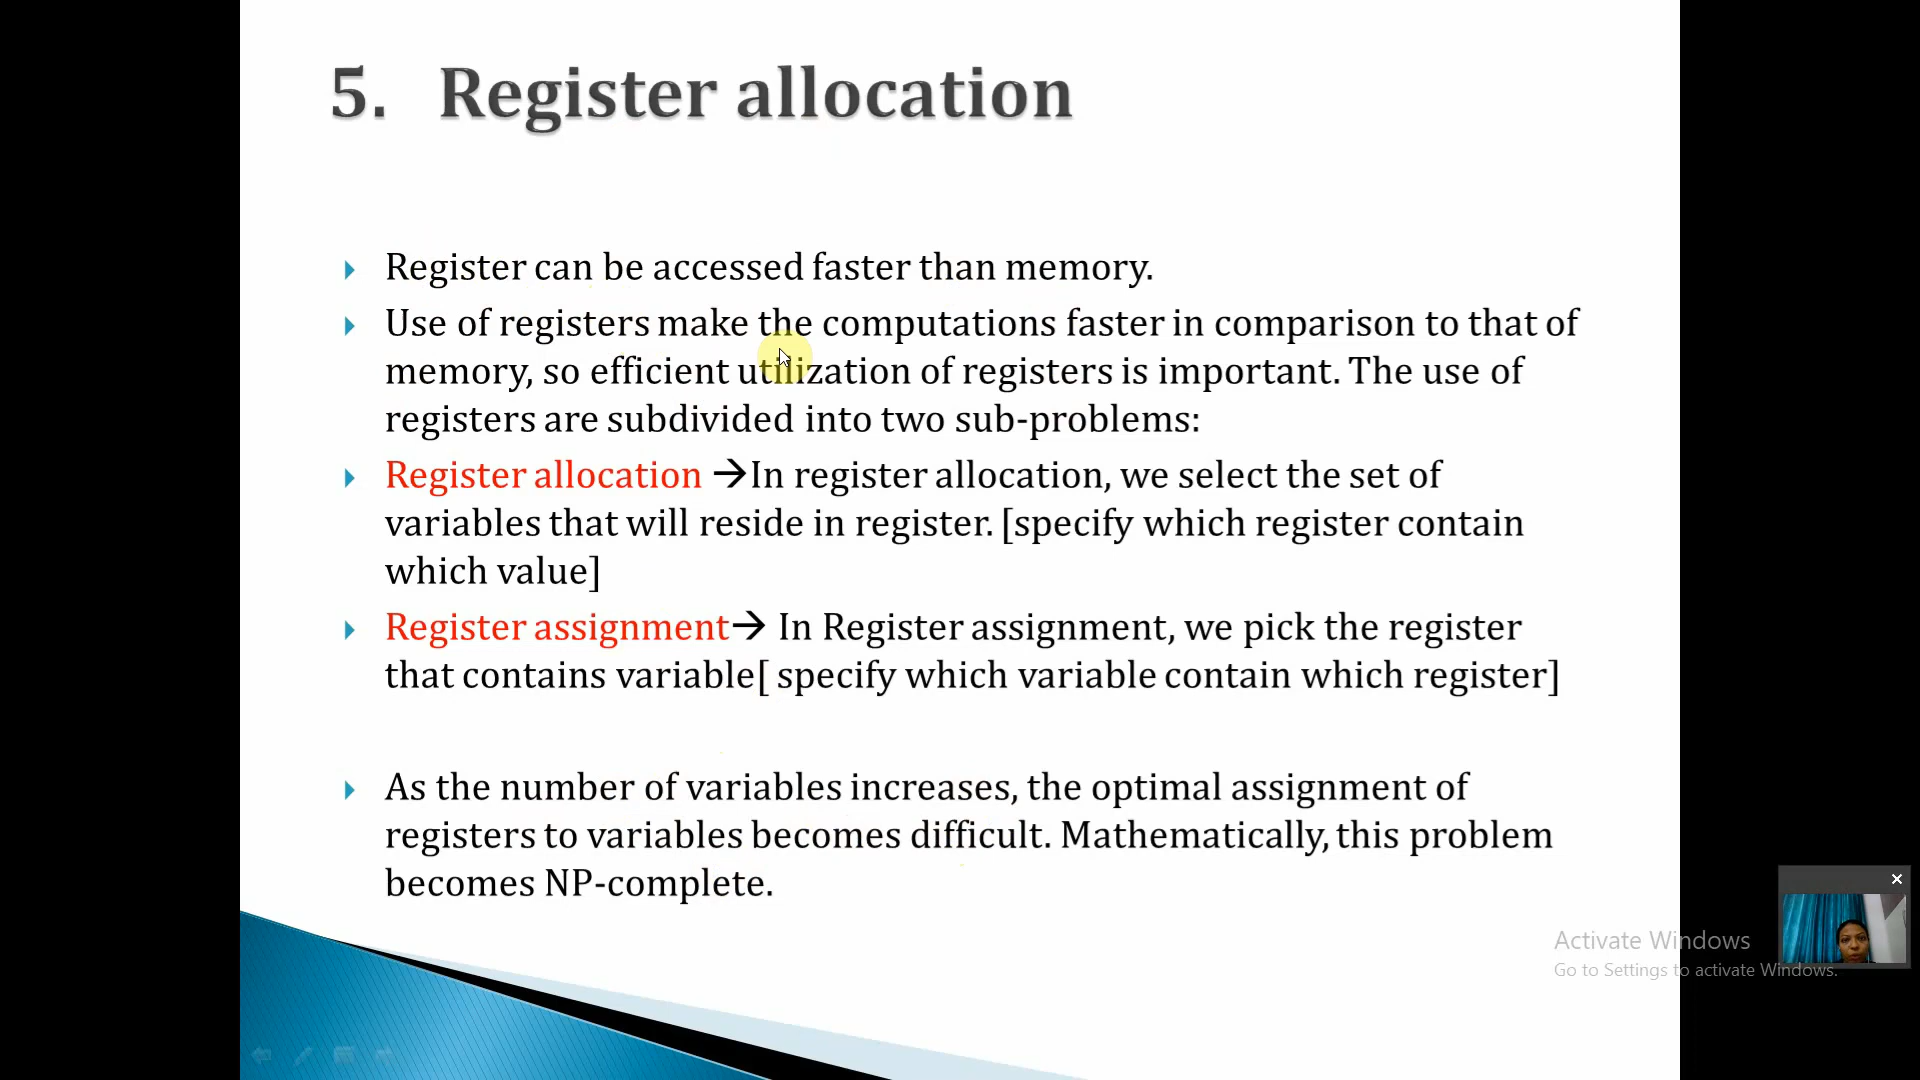 5. Register allocation
Register can be accessed faster than memory.
Use of registers make the computations faster in comparison to that of
memory, so efficient utilization of registers is important. The use of
registers are subdivided into two sub-problems:
Register allocation →In register allocation, we select the set of
variables that will reside in register. [specify which register contain
which value]
Register assignment→ In Register assignment, we pick the register
that contains variable[ specify which variable contain which register]
As the number of variables increases, the optimal assignment of
registers to variables becomes difficult. Mathematically, this problem
becomes NP-complete.
Activate Windows
Go to Settings to activate Windows.